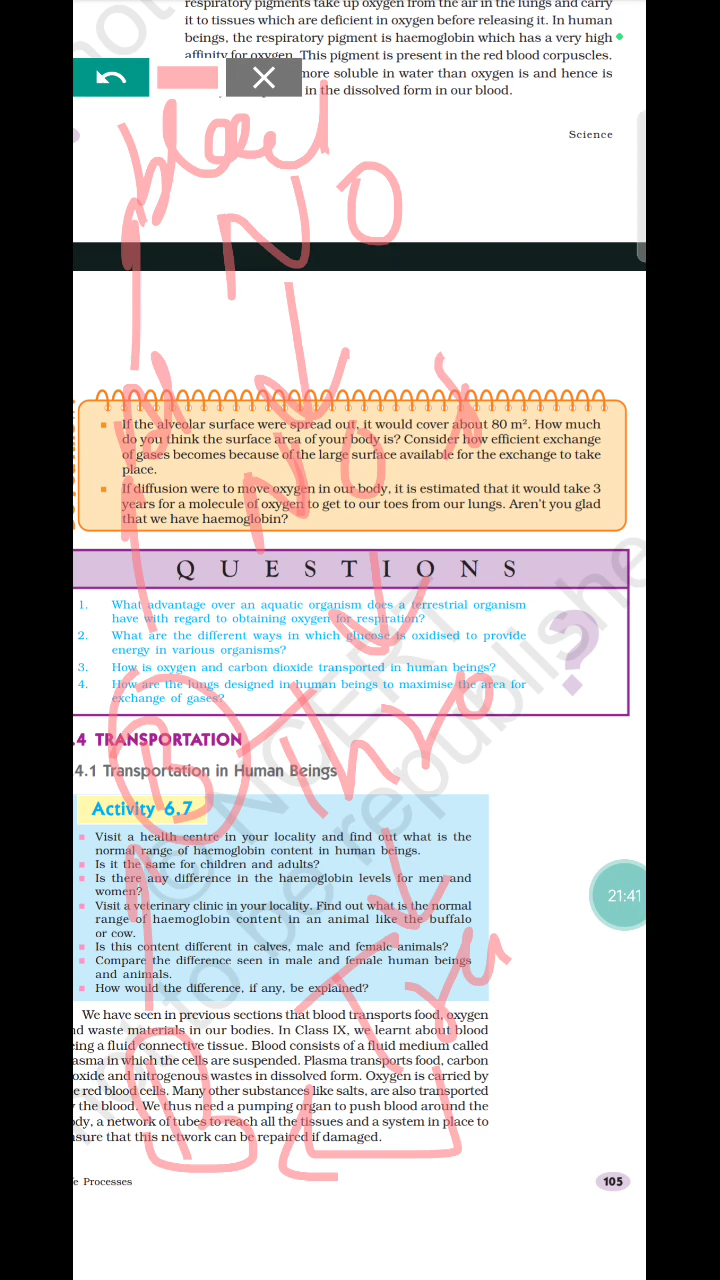 respiratory pigments take up oxygen from the air in the lungs and carry
it to tissues which are deficient in oxygen before releasing it. In human
beings, the respiratory pigment is haemoglobin which has a very high
affinity for oxygen. This pigment is present in the red blood corpuscles.
more soluble in water than oxygen is and hence is
in the dissolved form in our blood.
Science
If the alveolar surface were spread out, it would cover about 80 m². How much
do you think the surface area of your body is? Consider how efficient exchange
of gases becomes because of the large surface available for the exchange to take
place.
If diffusion were to move oxygen in our body, it is estimated that it would take 3
years for a molecule of oxygen to get to our toes from our lungs. Aren't you glad
that we have haemoglobin?
QUESTIONS
1. What advantage over an aquatic organism does a terrestrial organism
have with regard to obtaining oxygen for respiration?
2. What are the different ways in which glucose is oxidised to provide
energy in various organisms?
3. How is oxygen and carbon dioxide transported in human beings?
4. How are the lungs designed in human beings to maximise the area for
exchange of gases?
.4 TRANSPORTATION
4.1 Transportation in Human Beings
Activity 6.7
Visit a health centre in your locality and find out what is the
normal range of haemoglobin content in human beings.
Is it the same for children and adults?
Is there any difference in the haemoglobin levels for men and
women?
Visit a veterinary clinic in your locality. Find out what is the normal
range of haemoglobin content in an animal like the buffalo
or cow.
Is this content different in calves, male and female animals?
Compare the difference seen in male and female human beings
and animals.
How would the difference, if any, be explained?
21:41
We have seen in previous sections that blood transports food, oxygen
nd waste materials in our bodies. In Class IX, we learnt about blood
eing a fluid connective tissue. Blood consists of a fluid medium called
asma in which the cells are suspended. Plasma transports food, carbon
oxide and nitrogenous wastes in dissolved form. Oxygen is carried by
e red blood cells. Many other substances like salts, are also transported
the blood. We thus need a pumping organ to push blood around the
ody, a network of tubes to reach all the tissues and a system in place to
nsure that this network can be repaired if damaged.
e Processes
105
© NCERT
not to be republished